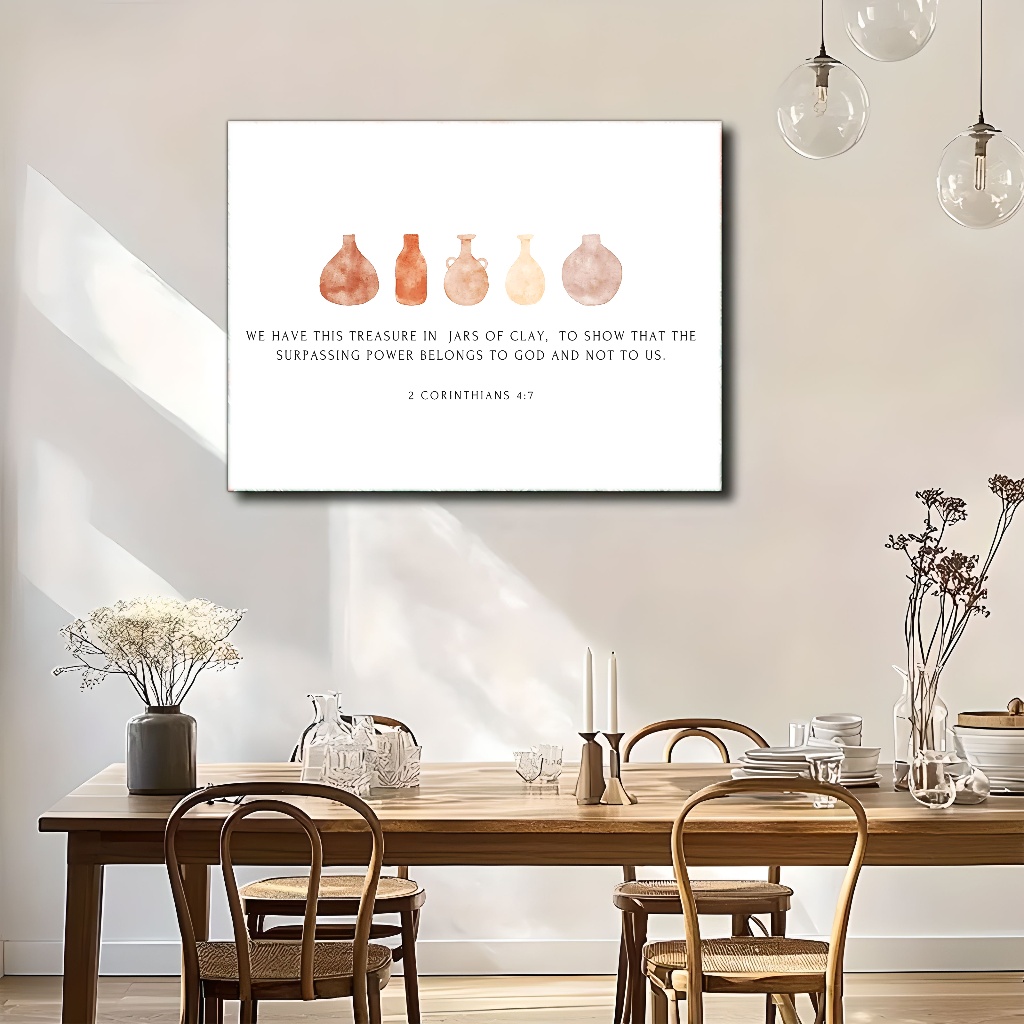 WE HAVE THIS TREASURE IN JARS OF CLAY, TO SHOW THAT THE
SURPASSING POWER BELONGS TO GOD AND NOT TO US.
2 CORINTHIANS 4:7